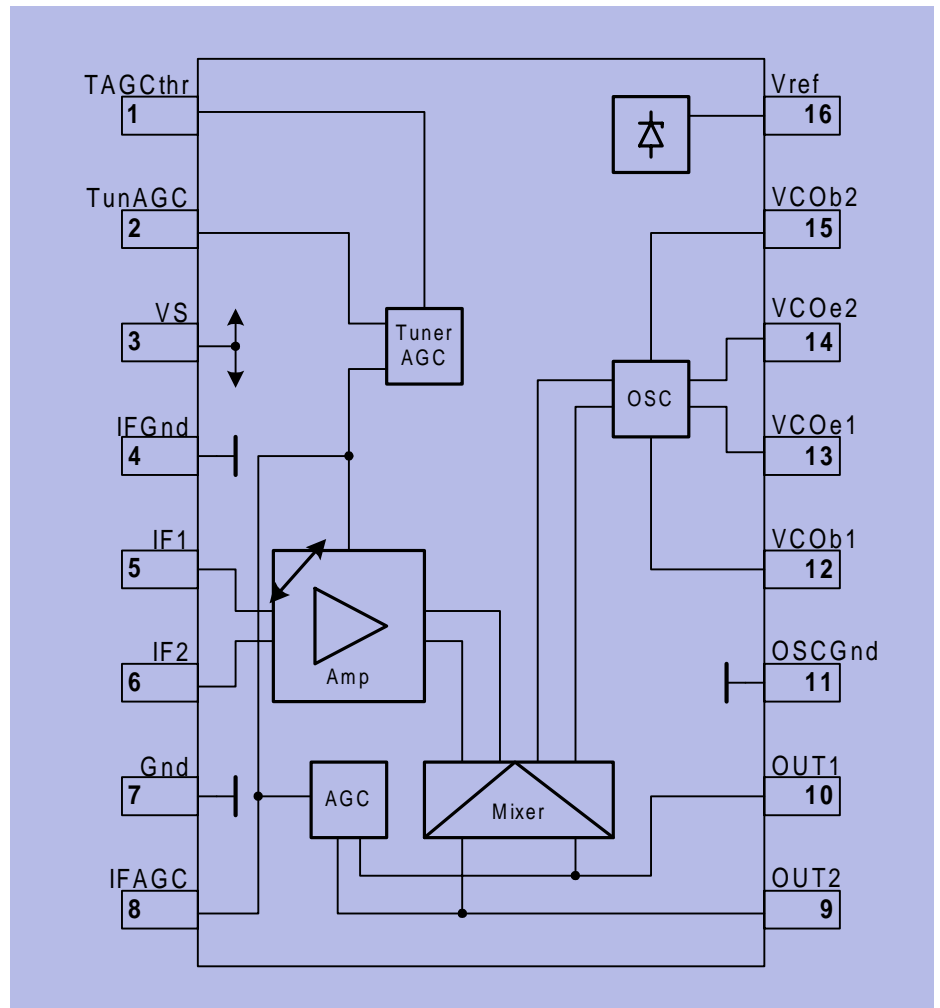 TAGCthr
1
TunAGC
2
VS
3
IFGnd
4
IF1
5
IF2
6
Gnd
7
IFAGC
8
Tuner
AGC
Amp
AGC
Mixer
OSC
Vref
16
VCOb2
15
VCOe2
14
VCOe1
13
VCOb1
12
OSCGnd
11
OUT1
10
OUT2
9